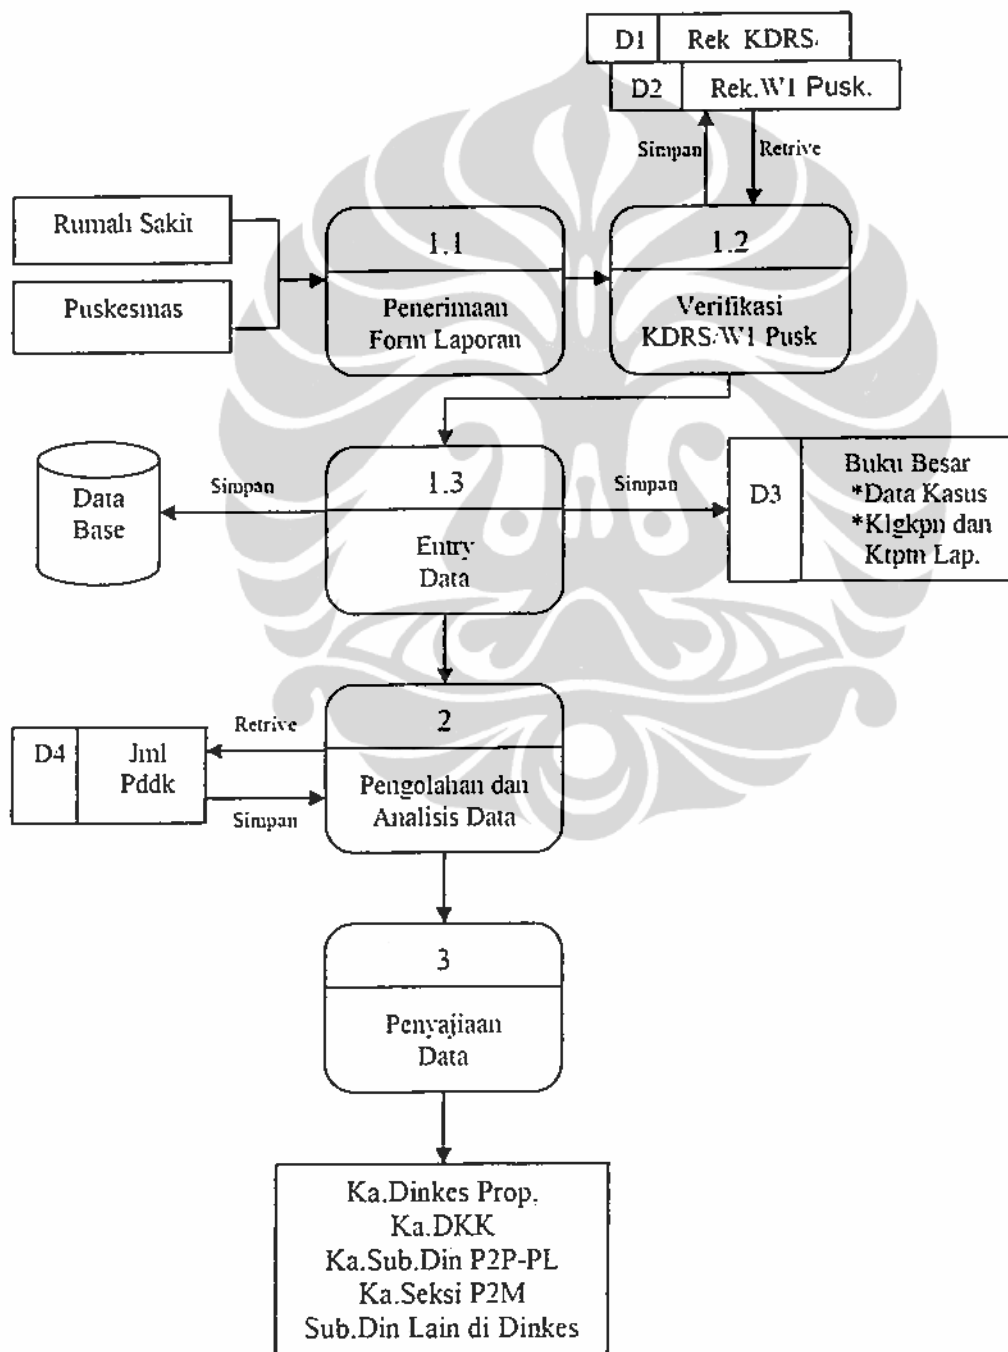 D1 Rek KDRS
D2 Rek.W1 Pusk.
Simpan
Retrive
Rumah Sakit
Puskesmas
1.1
Penerimaan
Form Laporan
1.2
Verifikasi
KDRS/W1 Pusk
Data
Base
Simpan
1.3
Entry
Data
Simpan
D3
Buku Besar
*Data Kasus
*Klgkpn dan
Ktptn Lap.
D4
Jml
Pddk
Retrive
Simpan
2
Pengolahan dan
Analisis Data
3
Penyajiaan
Data
Ka.Dinkes Prop.
Ka.DKK
Ka.Sub.Din P2P-PL
Ka.Seksi P2M
Sub.Din Lain di Dinkes